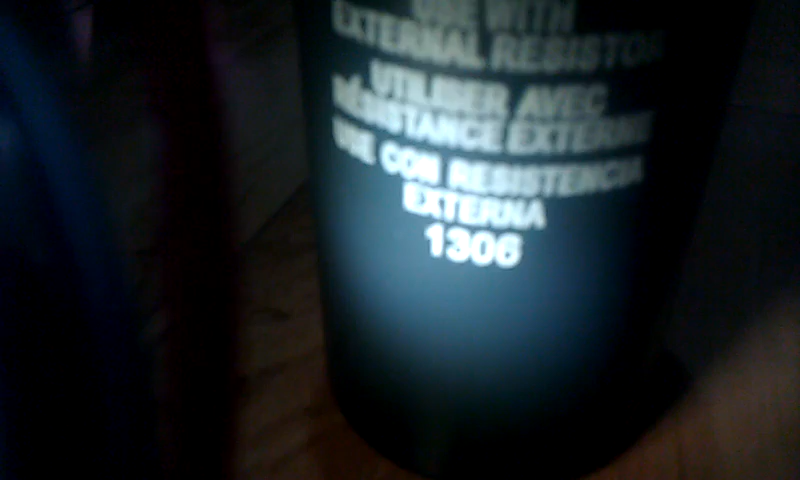 USE WITH
EXTERNAL RESISTOR
UTILISER AVEC
RÉSISTANCE EXTERNE
USE CON RESISTENCIA
EXTERNA
1306